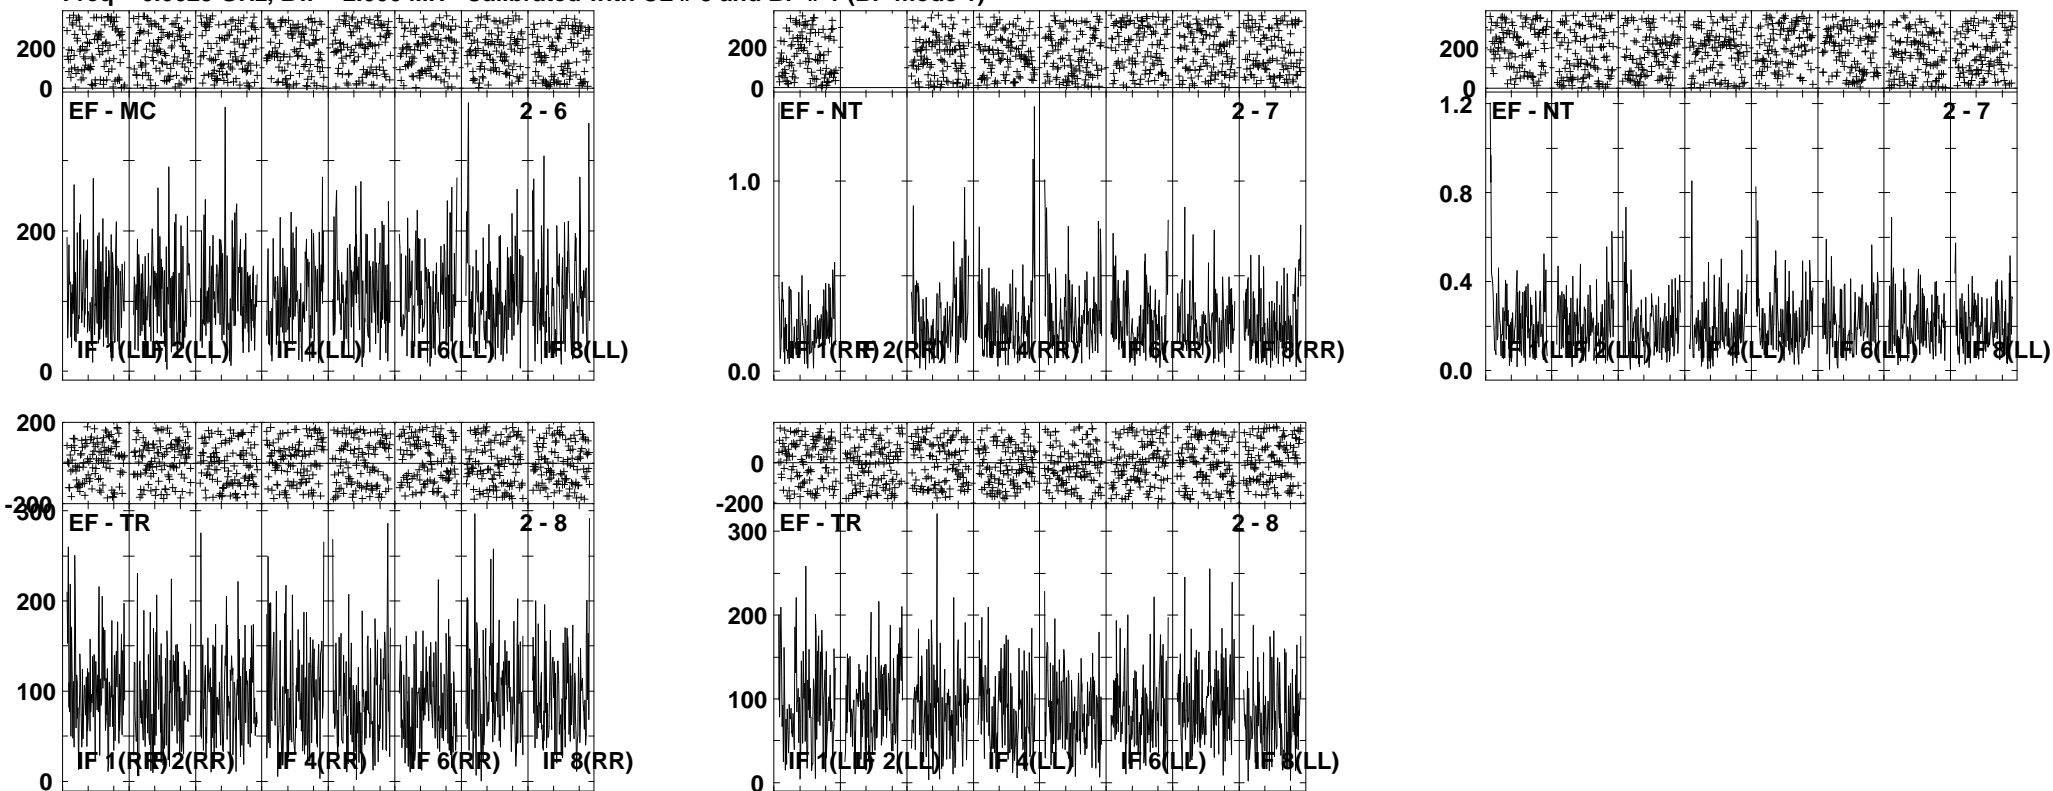 200
0
EF - MC 2 - 6
200
0
IF 1(LL) IF 2(LL) IF 4(LL) IF 6(LL) IF 8(LL)
200
0
EF - NT 2 - 7
1.0
0.0
IF 1(RR) IF 2(RR) IF 4(RR) IF 6(RR) IF 8(RR)
200
0
1.2
EF - NT 2 - 7
0.8
0.4
0.0
IF 1(LL) IF 2(LL) IF 4(LL) IF 6(LL) IF 8(LL)
200
-200
300
EF - TR 2 - 8
200
100
0
IF 1(RR) IF 2(RR) IF 4(RR) IF 6(RR) IF 8(RR)
0
-200
EF - TR 2 - 8
300
200
100
0
IF 1(LL) IF 2(LL) IF 4(LL) IF 6(LL) IF 8(LL)